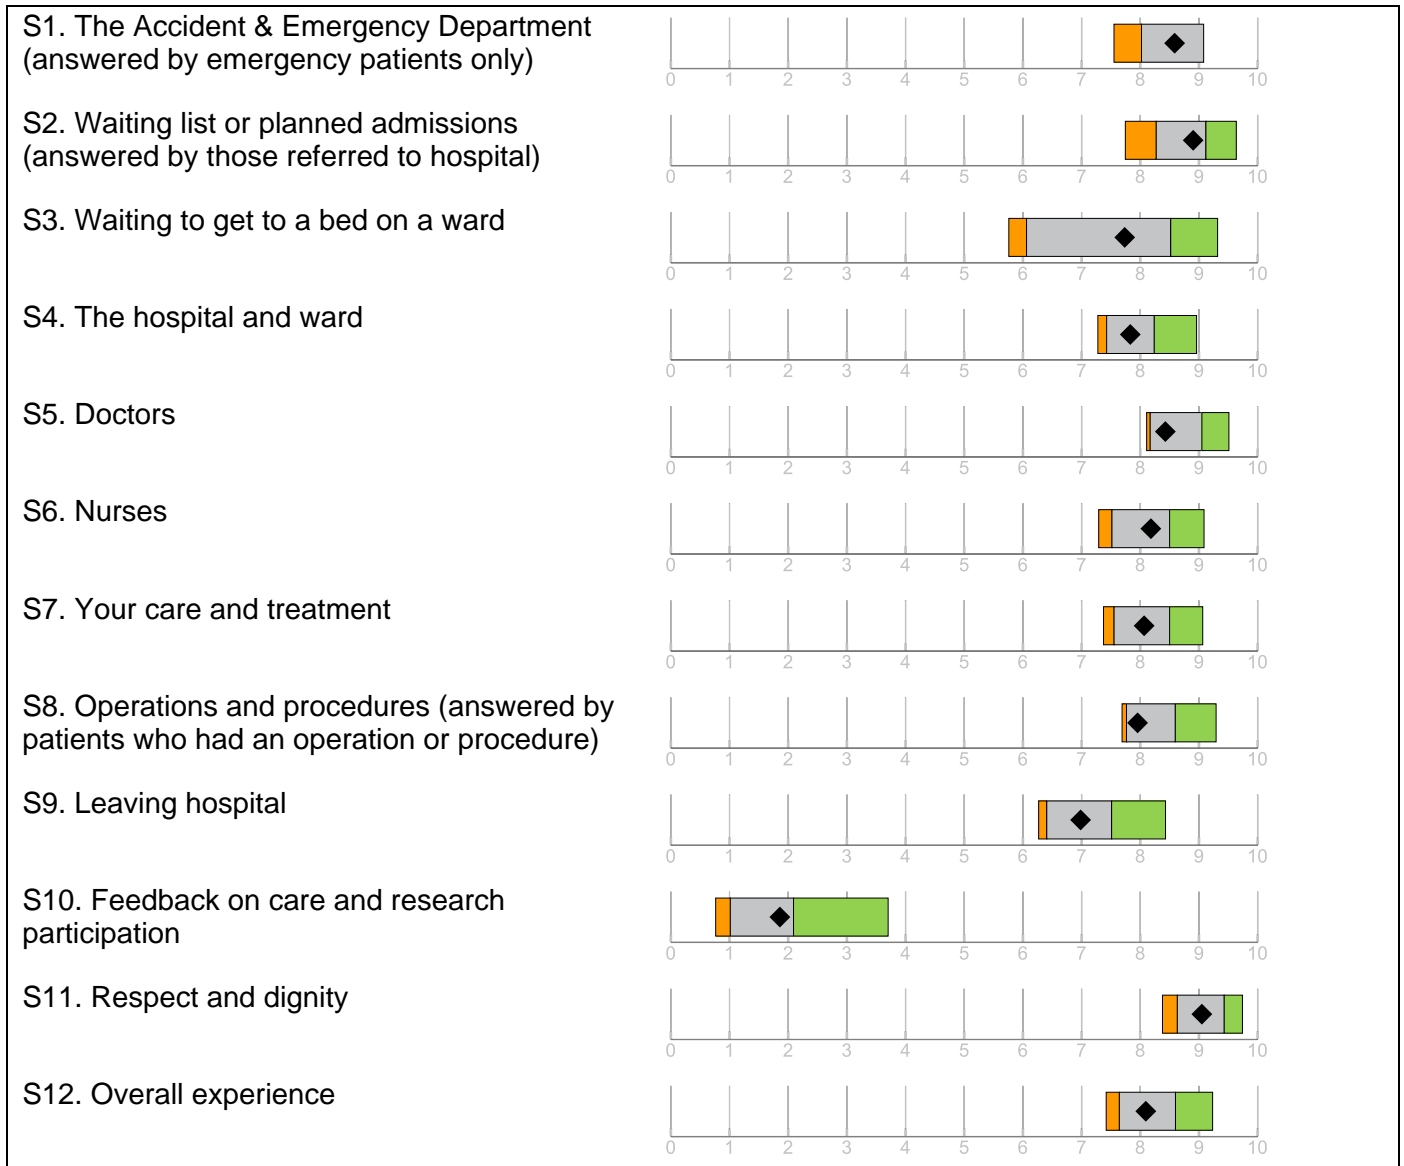 S1. The Accident & Emergency Department
(answered by emergency patients only)
0 1 2 3 4 5 6 7 8 9 10
S2. Waiting list or planned admissions
(answered by those referred to hospital)
0 1 2 3 4 5 6 7 8 9 10
S3. Waiting to get to a bed on a ward
0 1 2 3 4 5 6 7 8 9 10
S4. The hospital and ward
0 1 2 3 4 5 6 7 8 9 10
S5. Doctors
0 1 2 3 4 5 6 7 8 9 10
S6. Nurses
0 1 2 3 4 5 6 7 8 9 10
S7. Your care and treatment
0 1 2 3 4 5 6 7 8 9 10
S8. Operations and procedures (answered by
patients who had an operation or procedure)
0 1 2 3 4 5 6 7 8 9 10
S9. Leaving hospital
0 1 2 3 4 5 6 7 8 9 10
S10. Feedback on care and research
participation
0 1 2 3 4 5 6 7 8 9 10
S11. Respect and dignity
0 1 2 3 4 5 6 7 8 9 10
S12. Overall experience
0 1 2 3 4 5 6 7 8 9 10